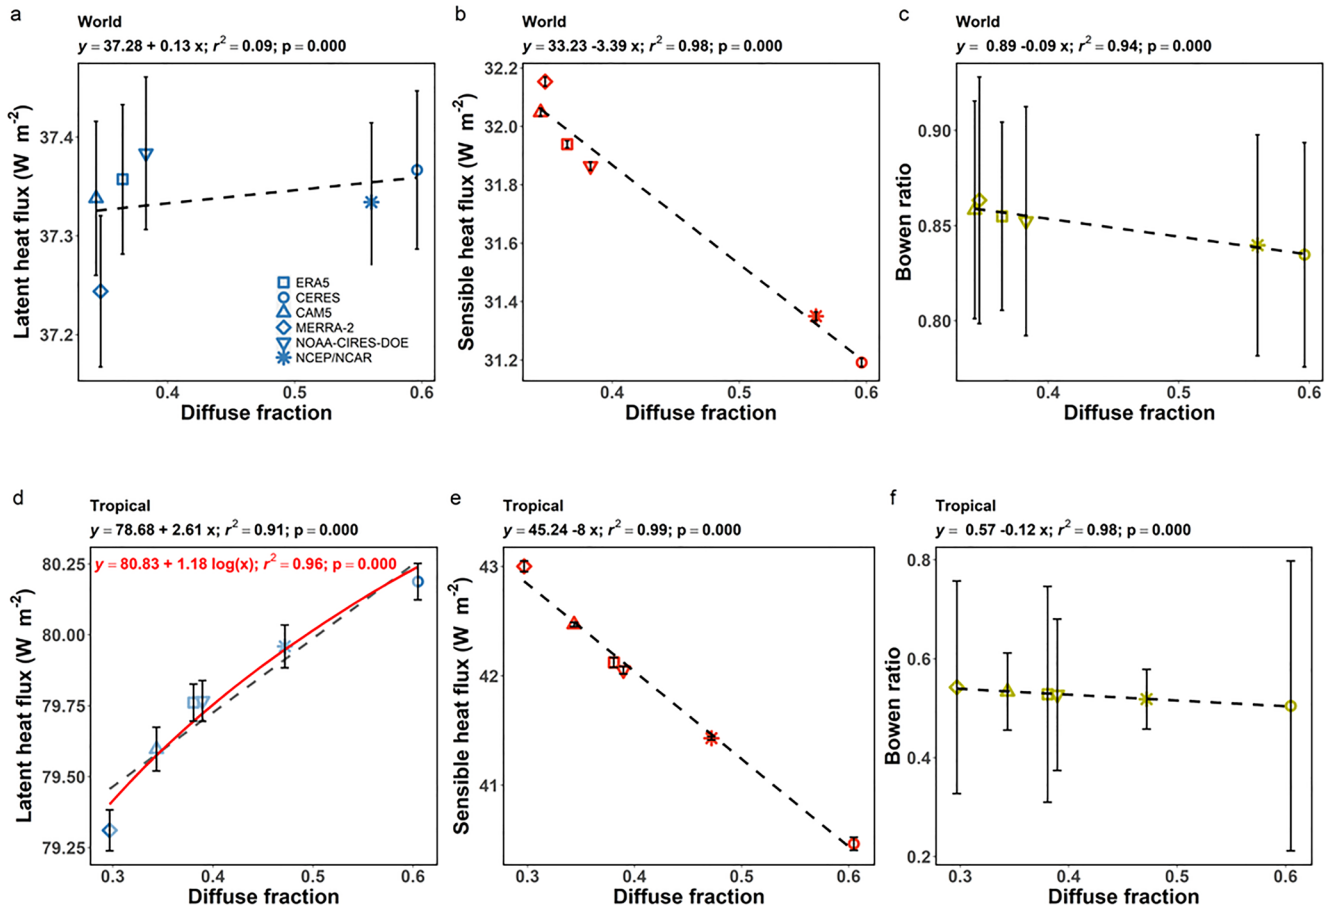 a
World
y = 37.28 + 0.13 x; r² = 0.09; p = 0.000
Latent heat flux (W m⁻²)
37.4
37.3
37.2
0.4
0.5
0.6
Diffuse fraction
ERA5
CERES
CAM5
MERRA-2
NOAA-CIRES-DOE
NCEP/NCAR
b
World
y = 33.23 -3.39 x; r² = 0.98; p = 0.000
Sensible heat flux (W m⁻²)
32.2
32.0
31.8
31.6
31.4
31.2
0.4
0.5
0.6
Diffuse fraction
c
World
y = 0.89 -0.09 x; r² = 0.94; p = 0.000
Bowen ratio
0.90
0.85
0.80
0.4
0.5
0.6
Diffuse fraction
d
Tropical
y = 78.68 + 2.61 x; r² = 0.91; p = 0.000
y = 80.83 + 1.18 log(x); r² = 0.96; p = 0.000
Latent heat flux (W m⁻²)
80.25
80.00
79.75
79.50
79.25
0.3
0.4
0.5
0.6
Diffuse fraction
e
Tropical
y = 45.24 -8 x; r² = 0.99; p = 0.000
Sensible heat flux (W m⁻²)
43
42
41
0.3
0.4
0.5
0.6
Diffuse fraction
f
Tropical
y = 0.57 -0.12 x; r² = 0.98; p = 0.000
Bowen ratio
0.8
0.6
0.4
0.2
0.3
0.4
0.5
0.6
Diffuse fraction